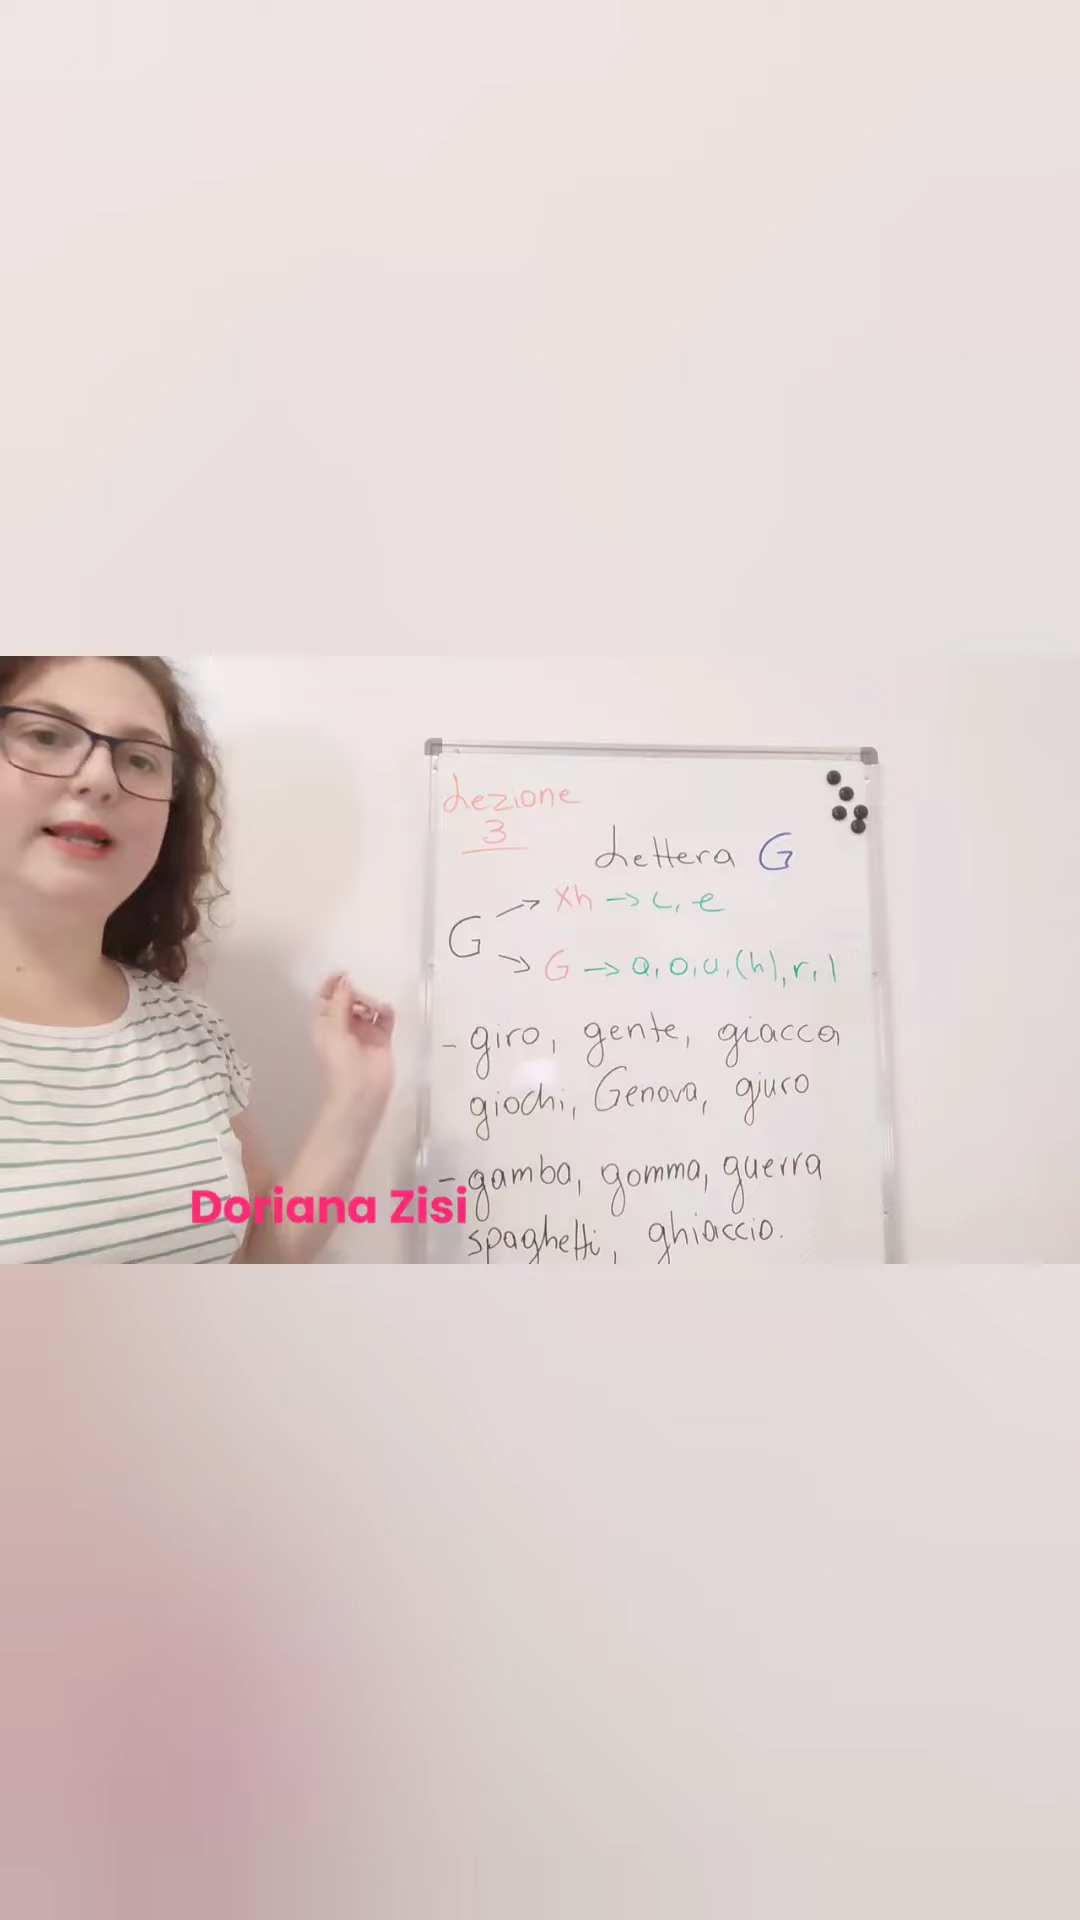 Lezione
3
Lettera G
G → Xh → i, e
→ G → a, o, u, (h), r, l
- giro, gente, giacca
giochi, Genova, giuro
- gamba, gomma, guerra
Doriana Zisi
spaghetti, ghiaccio.